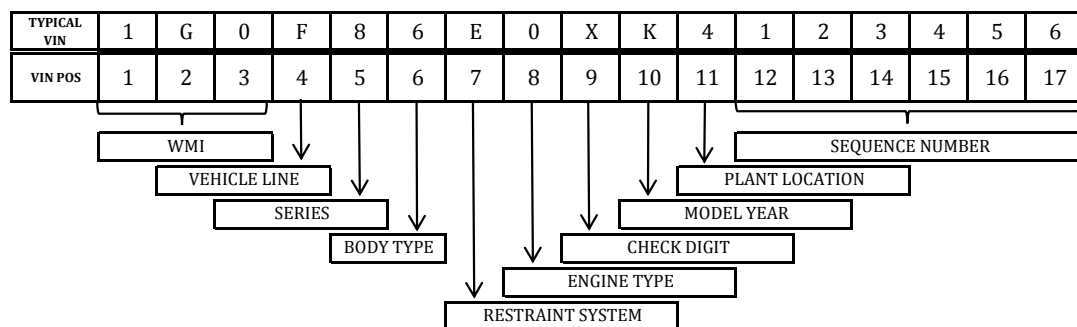 TYPICAL VIN 1 G 0 F 8 6 E 0 X K 4 1 2 3 4 5 6
VIN POS 1 2 3 4 5 6 7 8 9 10 11 12 13 14 15 16 17
WMI SEQUENCE NUMBER
VEHICLE LINE PLANT LOCATION
SERIES MODEL YEAR
BODY TYPE CHECK DIGIT
ENGINE TYPE
RESTRAINT SYSTEM